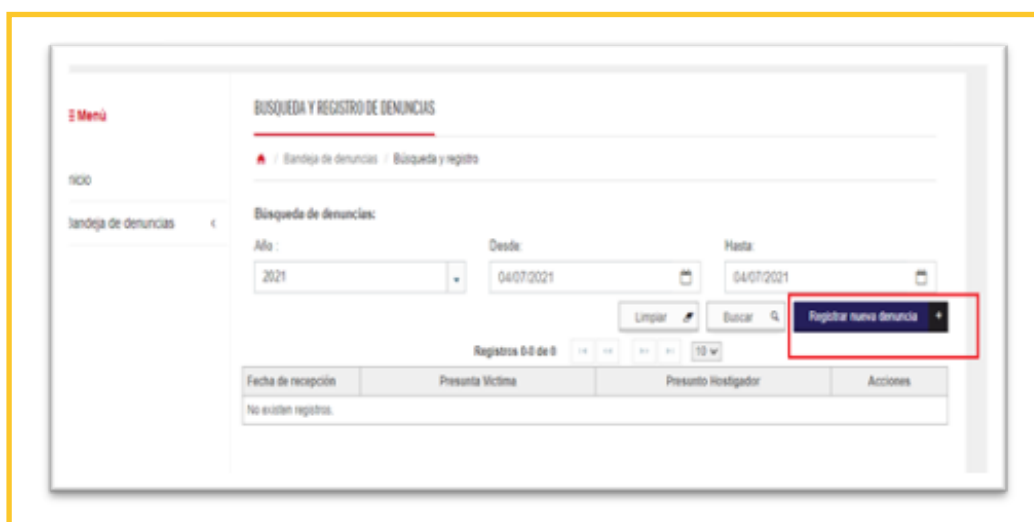 Menú
BUSQUEDA Y REGISTRO DE DENUNCIAS
/ Bandeja de denuncias / Búsqueda y registro
nicio
Bandeja de denuncias <
Búsqueda de denuncias:
Año : Desde: Hasta:
2021 04/07/2021 04/07/2021
Limpiar Buscar Registrar nueva denuncia +
Registros 0-0 de 0 10
Fecha de recepción Presunta Victima Presunto Hostigador Acciones
No existen registros.